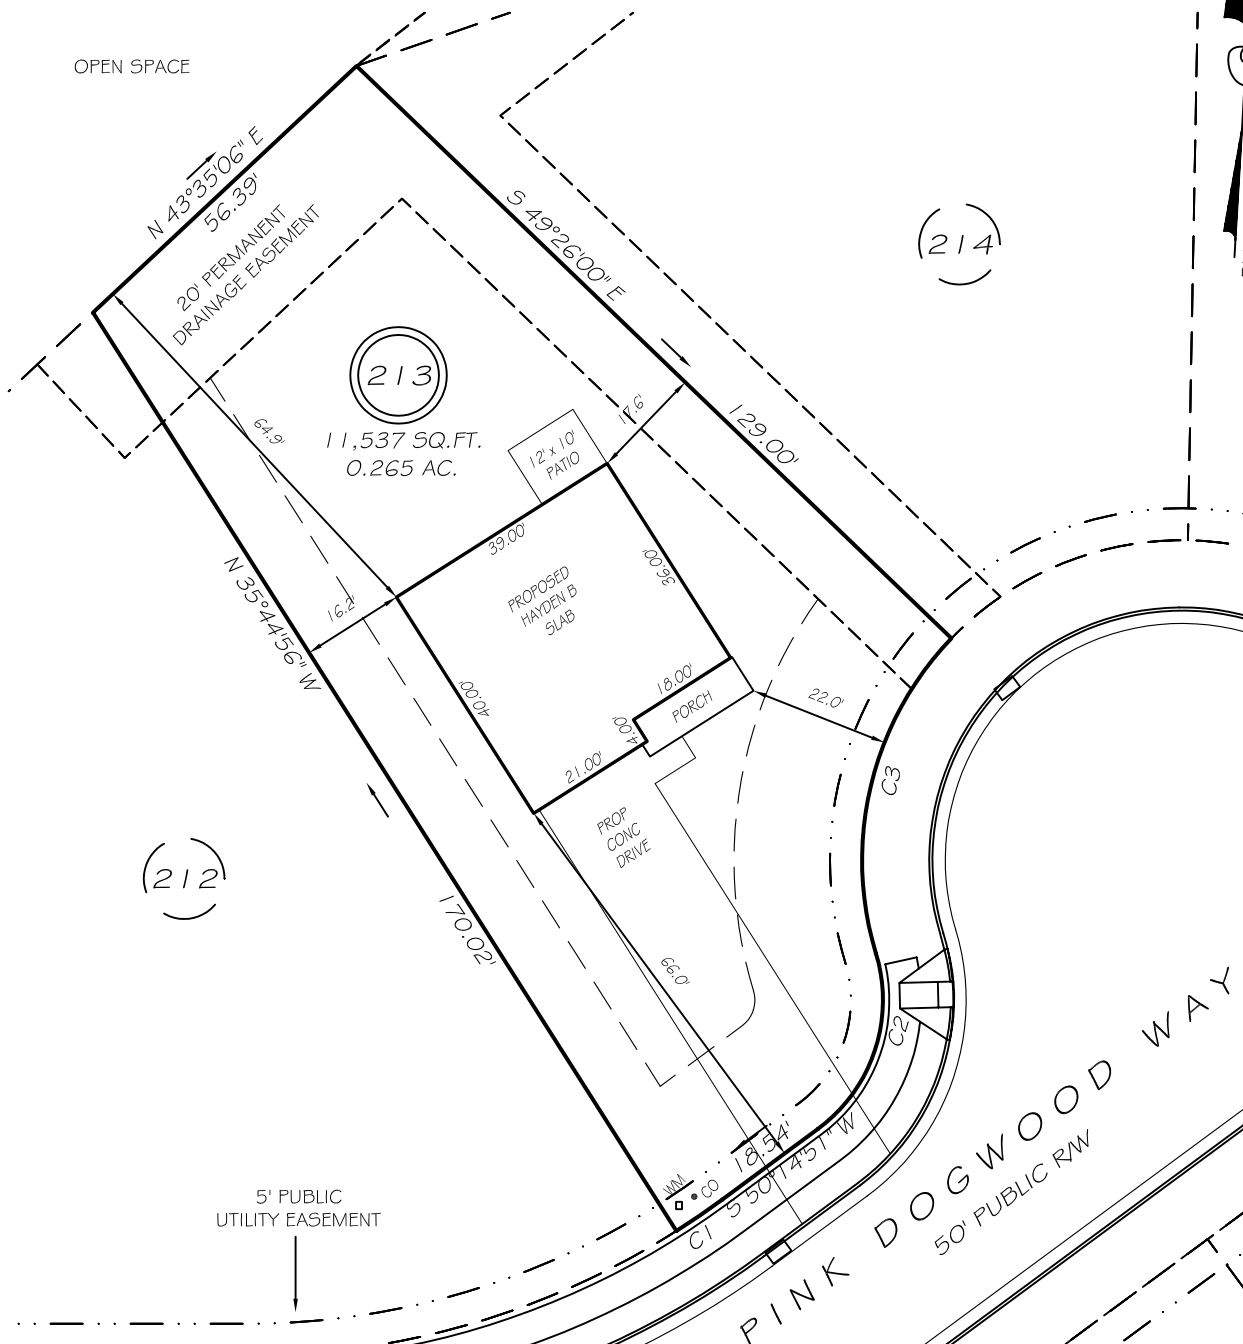 OPEN SPACE
N 43°35'06" E
56.39'
20' PERMANENT
DRAINAGE EASEMENT
S 49°26'00" E
129.00'
214
213
11,537 SQ.FT.
0.265 AC.
64.9'
17.6'
12' x 10'
PATIO
39.00'
36.00'
PROPOSED
HAYDEN B
SLAB
16.2'
N 35°44'56" W
170.02'
40.00'
18.00'
PORCH
4.00'
21.00'
22.0'
C3
PROP
CONC
DRIVE
212
66.0'
C2
18.54'
S 50°14'51" W
WM
CO
C1
PINK DOGWOOD WAY
50' PUBLIC R/W
5' PUBLIC
UTILITY EASEMENT